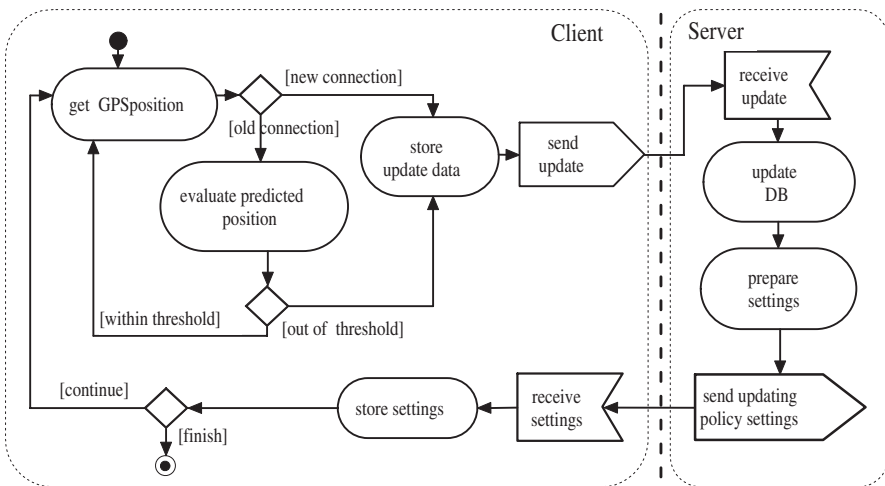 Client
Server
get GPSposition
[new connection]
[old connection]
store
update data
send
update
receive
update
evaluate predicted
position
update
DB
prepare
settings
[within threshold]
[out of threshold]
[continue]
store settings
receive
settings
send updating
policy settings
[finish]